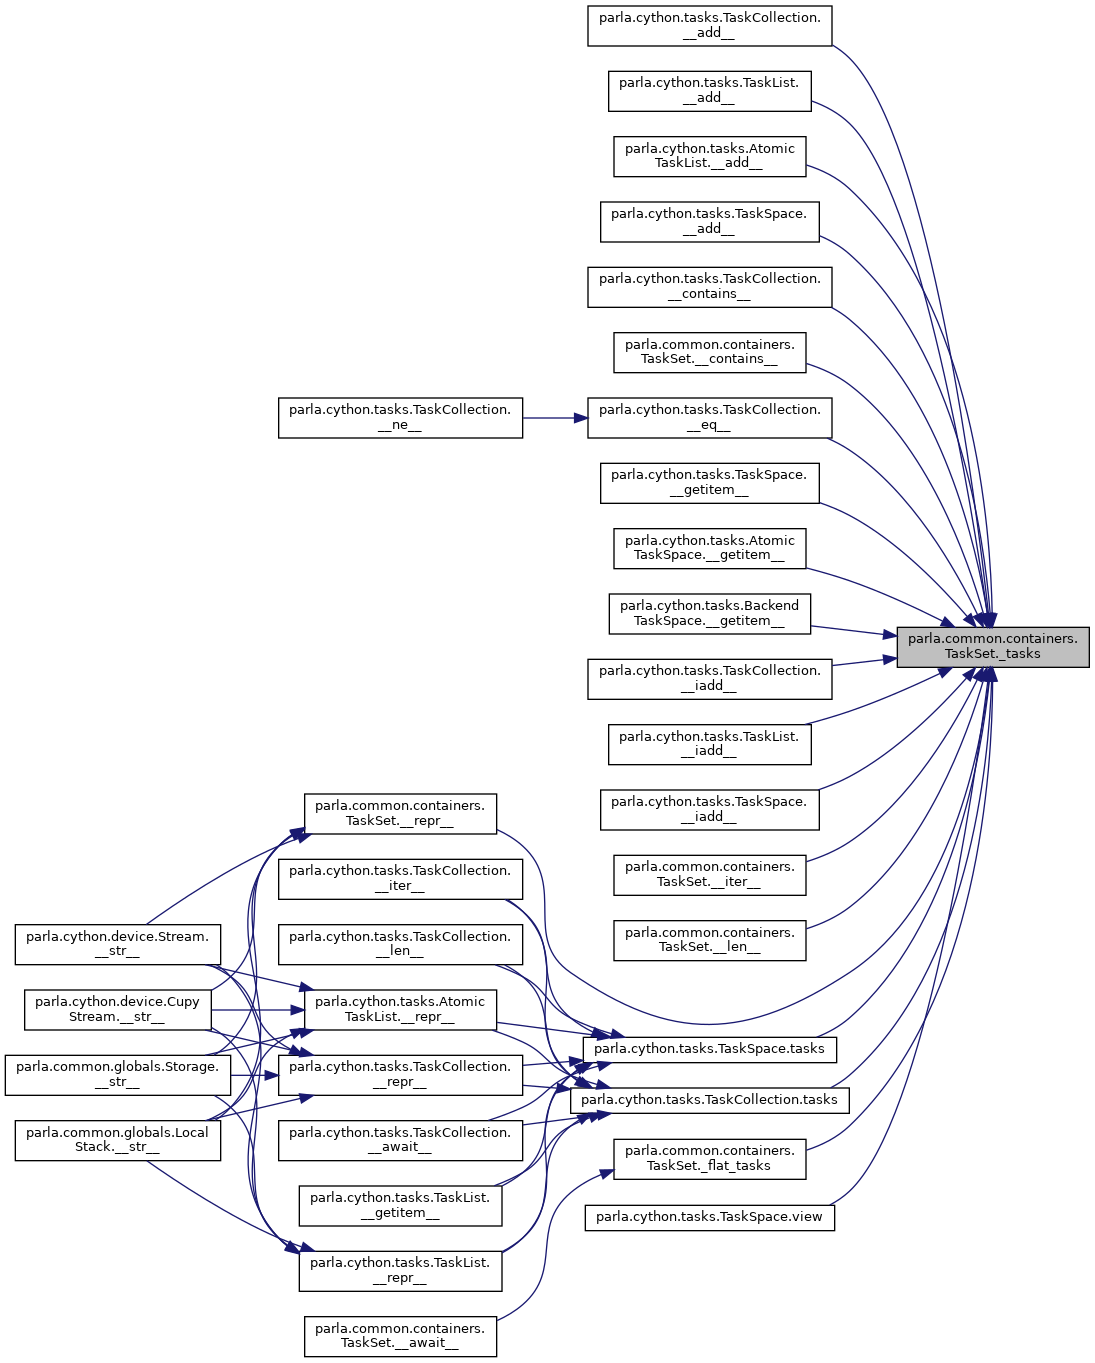 parla.cython.tasks.TaskCollection.
__add__
parla.cython.tasks.TaskList.
__add__
parla.cython.tasks.Atomic
TaskList.__add__
parla.cython.tasks.TaskSpace.
__add__
parla.cython.tasks.TaskCollection.
__contains__
parla.common.containers.
TaskSet.__contains__
parla.cython.tasks.TaskCollection.
__ne__
parla.cython.tasks.TaskCollection.
__eq__
parla.cython.tasks.TaskSpace.
__getitem__
parla.cython.tasks.Atomic
TaskSpace.__getitem__
parla.cython.tasks.Backend
TaskSpace.__getitem__
parla.common.containers.
TaskSet._tasks
parla.cython.tasks.TaskCollection.
__iadd__
parla.cython.tasks.TaskList.
__iadd__
parla.cython.tasks.TaskSpace.
__iadd__
parla.common.containers.
TaskSet.__repr__
parla.common.containers.
TaskSet.__iter__
parla.cython.tasks.TaskCollection.
__iter__
parla.common.containers.
TaskSet.__len__
parla.cython.tasks.TaskCollection.
__len__
parla.cython.device.Stream.
__str__
parla.cython.device.Cupy
Stream.__str__
parla.cython.tasks.Atomic
TaskList.__repr__
parla.cython.tasks.TaskSpace.tasks
parla.common.globals.Storage.
__str__
parla.cython.tasks.TaskCollection.
__repr__
parla.cython.tasks.TaskCollection.tasks
parla.common.globals.Local
Stack.__str__
parla.cython.tasks.TaskCollection.
__await__
parla.common.containers.
TaskSet._flat_tasks
parla.cython.tasks.TaskList.
__getitem__
parla.cython.tasks.TaskSpace.view
parla.cython.tasks.TaskList.
__repr__
parla.common.containers.
TaskSet.__await__